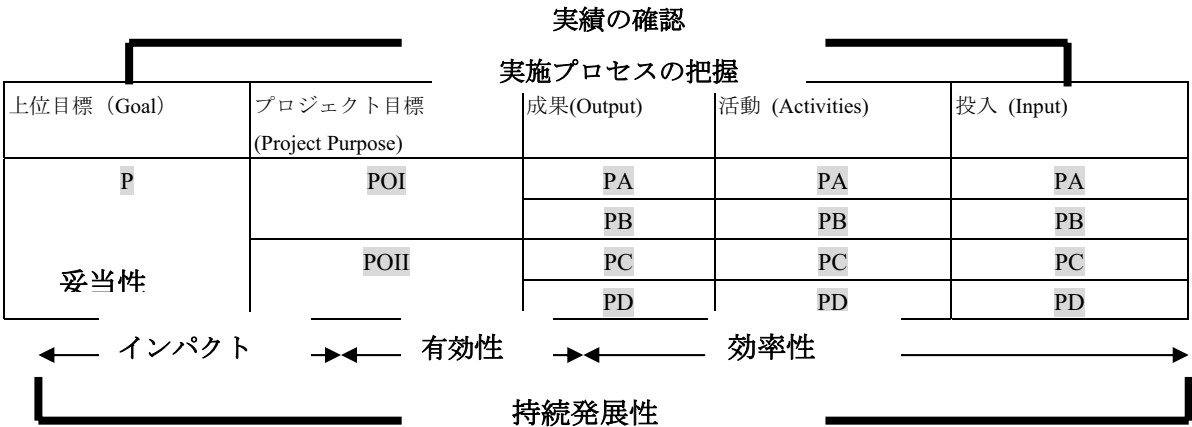 実績の確認
実施プロセスの把握
上位目標（Goal） プロジェクト目標 成果(Output) 活動 (Activities) 投入 (Input)
(Project Purpose)
P POI PA PA PA
PB PB PB
POII PC PC PC
妥当性
PD PD PD
インパクト 有効性 効率性
持続発展性